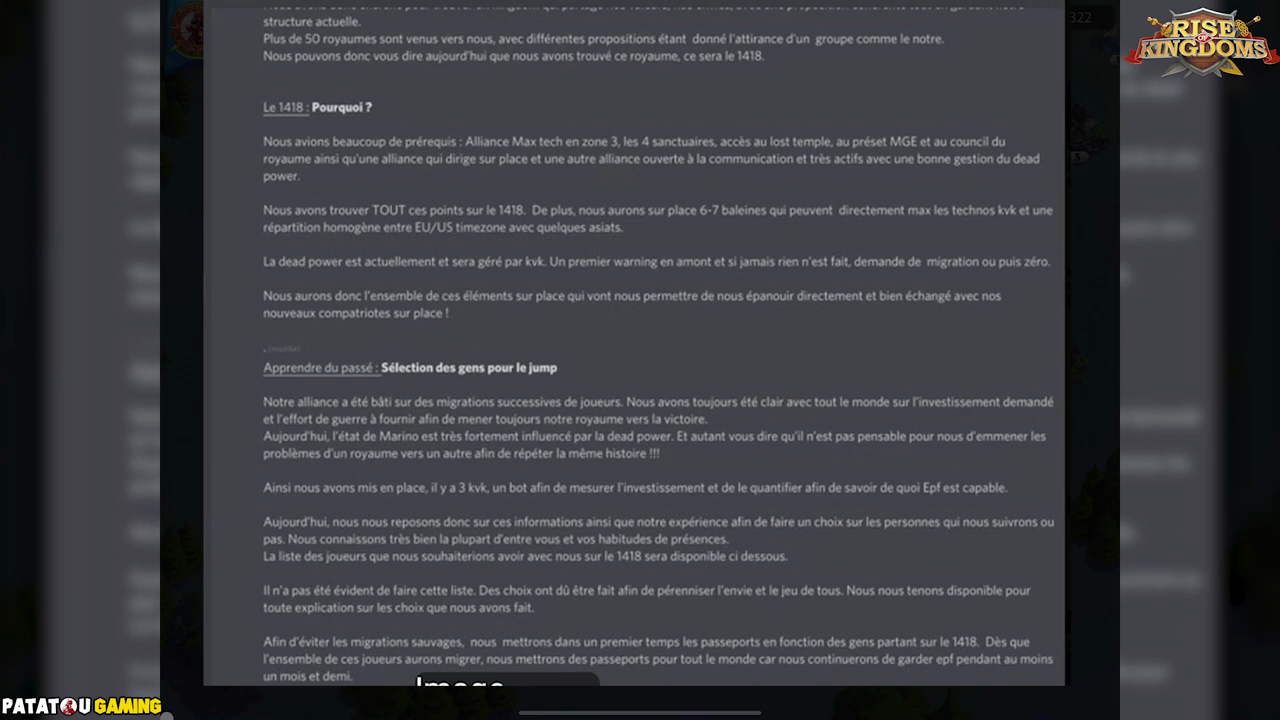 structure actuelle.
Plus de 50 royaumes sont venus vers nous, avec différentes propositions étant donné l'attirance d'un groupe comme le notre.
Nous pouvons donc vous dire aujourd'hui que nous avons trouvé ce royaume, ce sera le 1418.
Le 1418 : Pourquoi ?
Nous avions beaucoup de prérequis : Alliance Max tech en zone 3, les 4 sanctuaires, accès au lost temple, au préset MGE et au council du
royaume ainsi qu'une alliance qui dirige sur place et une autre alliance ouverte à la communication et très actifs avec une bonne gestion du dead
power.
Nous avons trouver TOUT ces points sur le 1418. De plus, nous aurons sur place 6-7 baleines qui peuvent directement max les technos kvk et une
répartition homogène entre EU/US timezone avec quelques asiats.
La dead power est actuellement et sera géré par kvk. Un premier warning en amont et si jamais rien n'est fait, demande de migration ou puis zéro.
Nous aurons donc l'ensemble de ces éléments sur place qui vont nous permettre de nous épanouir directement et bien échangé avec nos
nouveaux compatriotes sur place !
Apprendre du passé : Sélection des gens pour le jump
Notre alliance a été bâti sur des migrations successives de joueurs. Nous avons toujours été clair avec tout le monde sur l'investissement demandé
et l'effort de guerre à fournir afin de mener toujours notre royaume vers la victoire.
Aujourd'hui, l'état de Marino est très fortement influencé par la dead power. Et autant vous dire qu'il n'est pas pensable pour nous d'emmener les
problèmes d'un royaume vers un autre afin de répéter la même histoire !!!
Ainsi nous avons mis en place, il y a 3 kvk, un bot afin de mesurer l'investissement et de le quantifier afin de savoir de quoi Epf est capable.
Aujourd'hui, nous nous reposons donc sur ces informations ainsi que notre expérience afin de faire un choix sur les personnes qui nous suivrons ou
pas. Nous connaissons très bien la plupart d'entre vous et vos habitudes de présences.
La liste des joueurs que nous souhaiterions avoir avec nous sur le 1418 sera disponible ci dessous.
Il n'a pas été évident de faire cette liste. Des choix ont dû être fait afin de pérenniser l'envie et le jeu de tous. Nous nous tenons disponible pour
toute explication sur les choix que nous avons fait.
Afin d'éviter les migrations sauvages, nous mettrons dans un premier temps les passeports en fonction des gens partant sur le 1418. Dès que
l'ensemble de ces joueurs aurons migrer, nous mettrons des passeports pour tout le monde car nous continuerons de garder epf pendant au moins
un mois et demi.
Image
322
RISE OF KINGDOMS
PATATOU GAMING